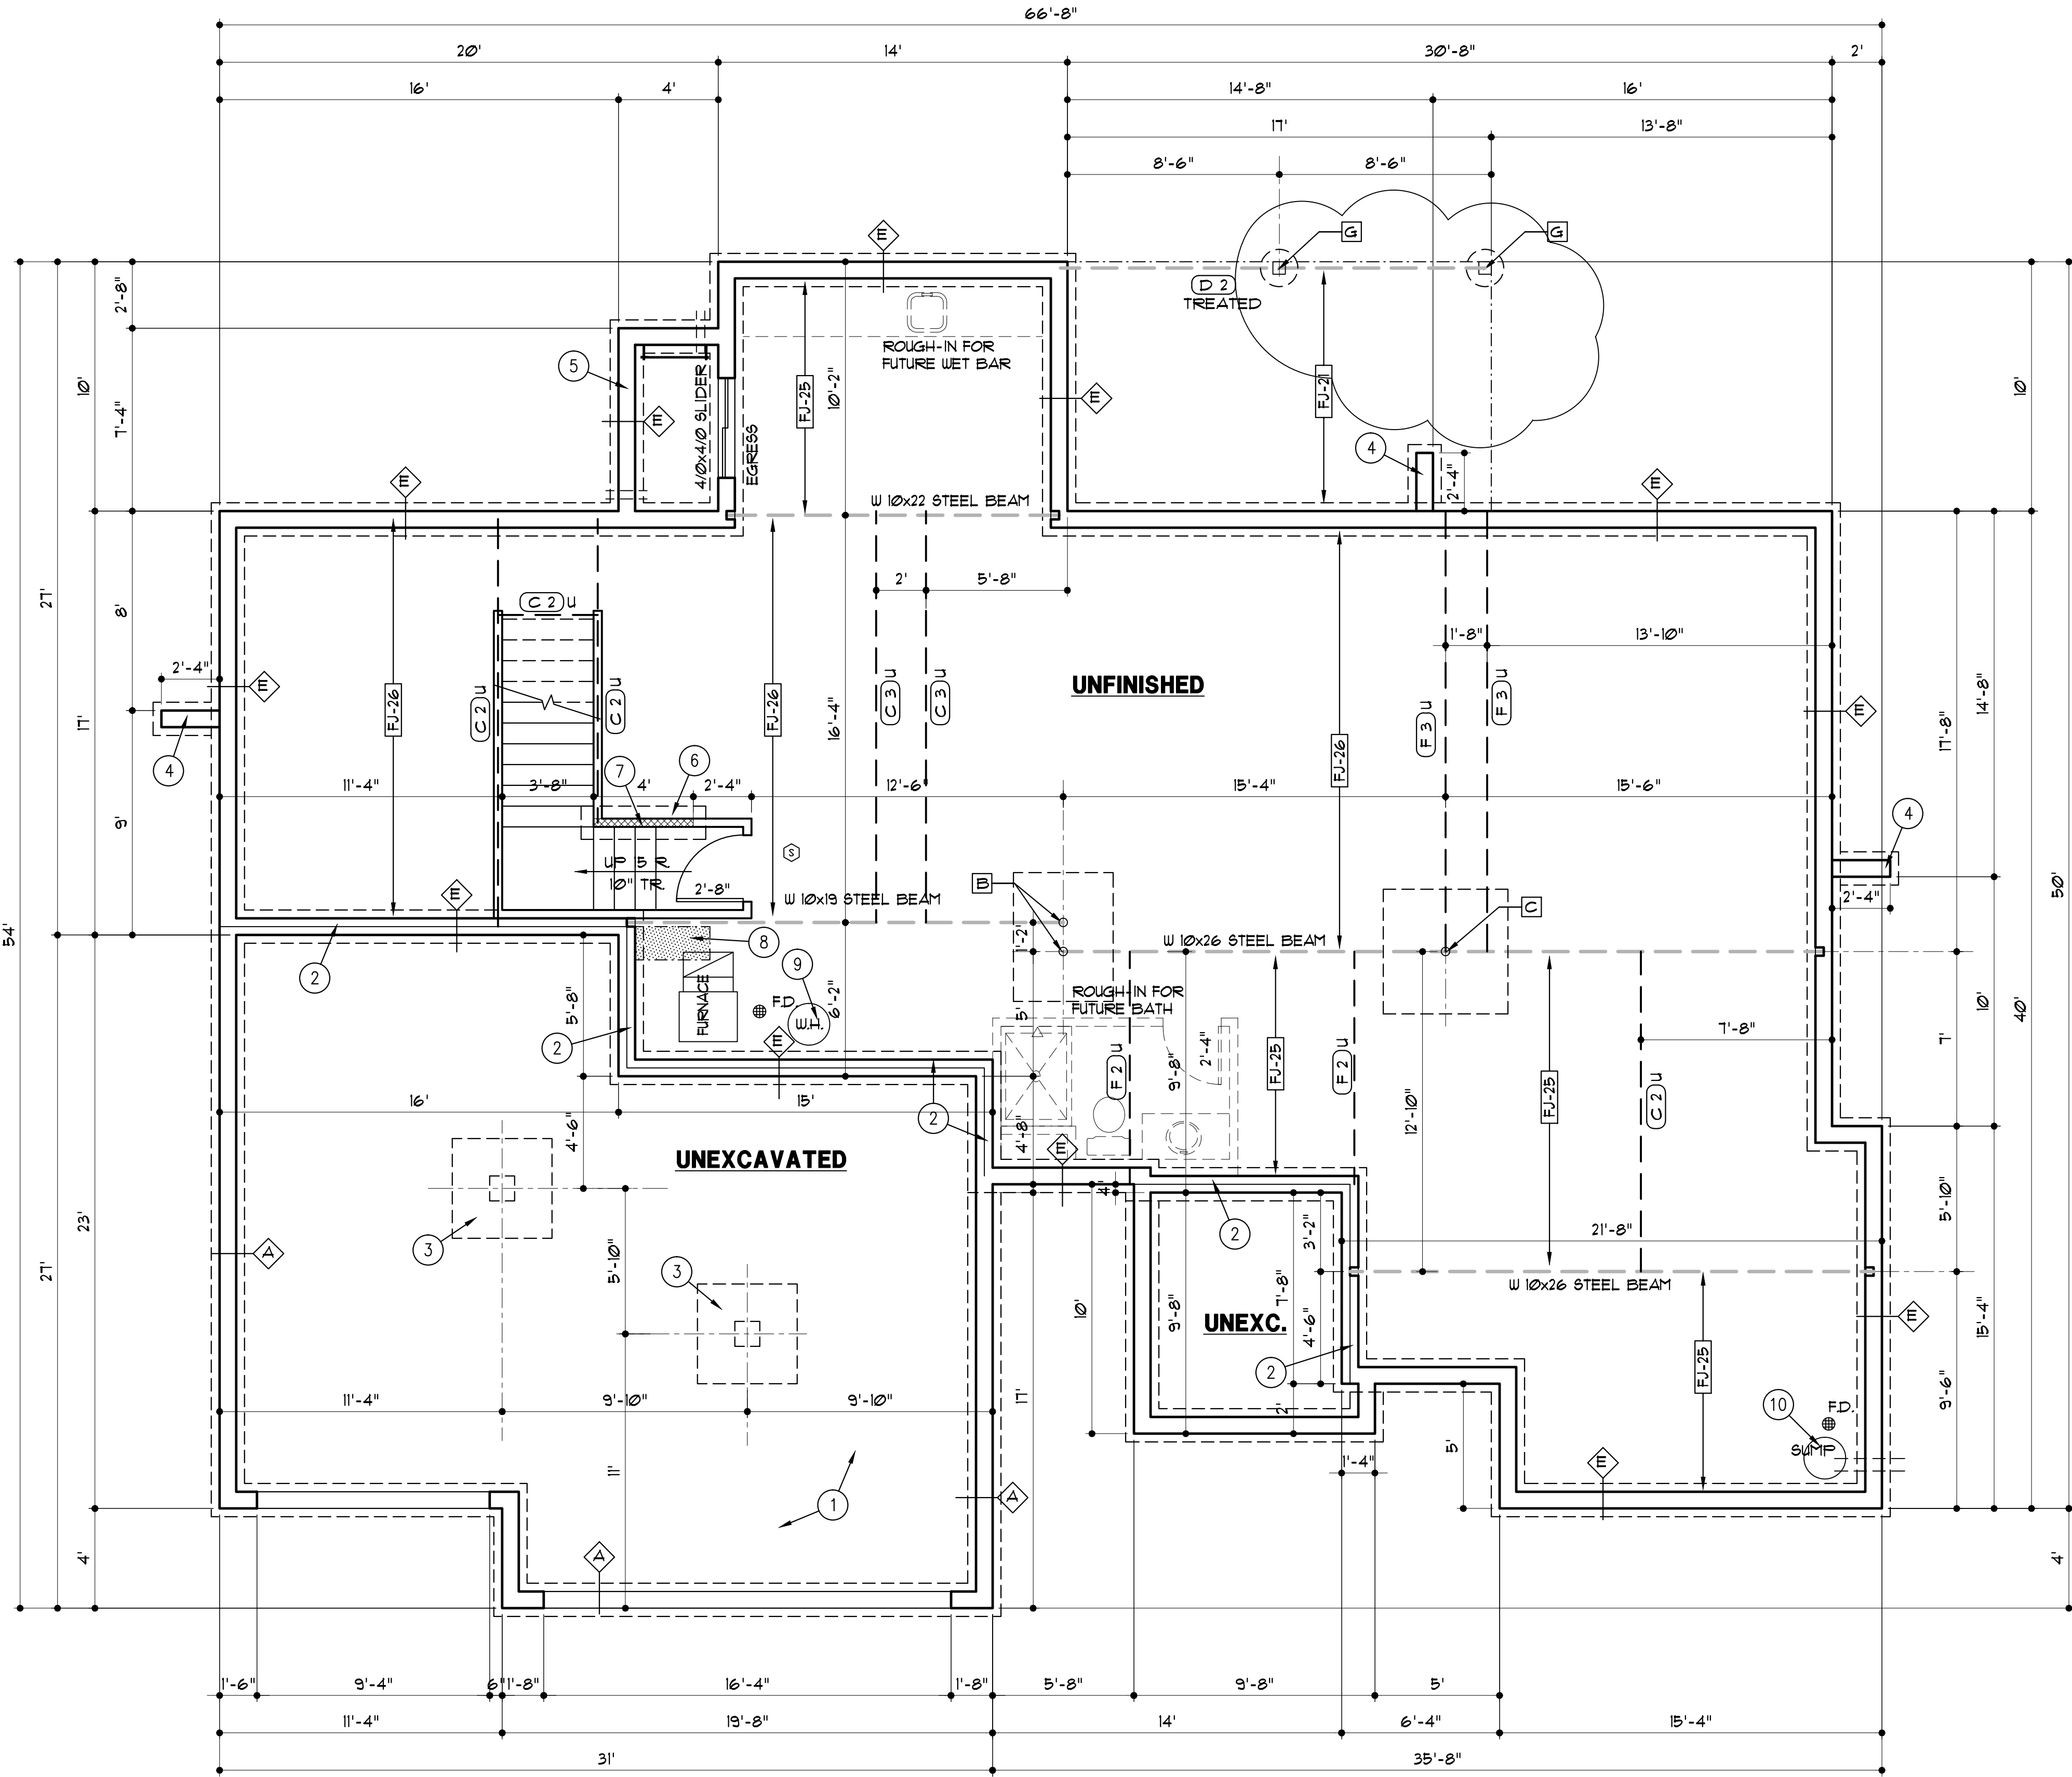 66'-8"
20' 14' 30'-8" 2'
16' 4' 14'-8" 16'
17' 13'-8"
8'-6" 8'-6"
G G
E
2'-8"
D 2
TREATED
ROUGH-IN FOR
FUTURE WET BAR
5
4/0x4/0 SLIDER
EGRESS
FJ-25
10'-2"
FJ-21
10'
7'-4"
10'
E
E
4
2'-4"
E
E
W 10x22 STEEL BEAM
27'
8'
2' 5'-8"
C 2 u
1'-8" 13'-10"
2'-4"
E
UNFINISHED
FJ-26
C 2 u
C 2 u
FJ-26
16'-4"
C 3 u
C 3 u
F 3 u
F 3 u
E
17'
17'-8"
14'-8"
4
7
6
FJ-26
11'-4" 3'-8" 4' 2'-4" 12'-6" 15'-4" 15'-6"
9'
4
S
UP 15 R.
10" TR.
2'-8"
E
B
C
2'-4"
50'
54'
W 10x19 STEEL BEAM
1'-2"
W 10x26 STEEL BEAM
2
8
9
FURNACE
F.D.
W.H.
6'-2"
5'
ROUGH-IN FOR
FUTURE BATH
5'-8"
2
E
F 2 u
9'-8"
2'-4"
FJ-25
F 2 u
7'-8"
10'
7'
40'
16' 15'
2
4'-6"
4'-8"
12'-10"
FJ-25
C 2 u
UNEXCAVATED
E
4"
2
3
3
A
5'-10"
23'
27'
3'-2"
21'-8"
5'-10"
W 10x26 STEEL BEAM
10'
9'-8"
7'-8"
4'-6"
UNEXC.
E
15'-4"
2
FJ-25
11'-4" 9'-10" 9'-10"
17'
2'
9'-6"
10
F.D.
SUMP
5'
1'-4"
E
11'
1
A
A
4'
4'
1'-6" 9'-4" 6" 1'-8" 16'-4" 1'-8" 5'-8" 9'-8" 5'
11'-4" 19'-8" 14' 6'-4" 15'-4"
31' 35'-8"